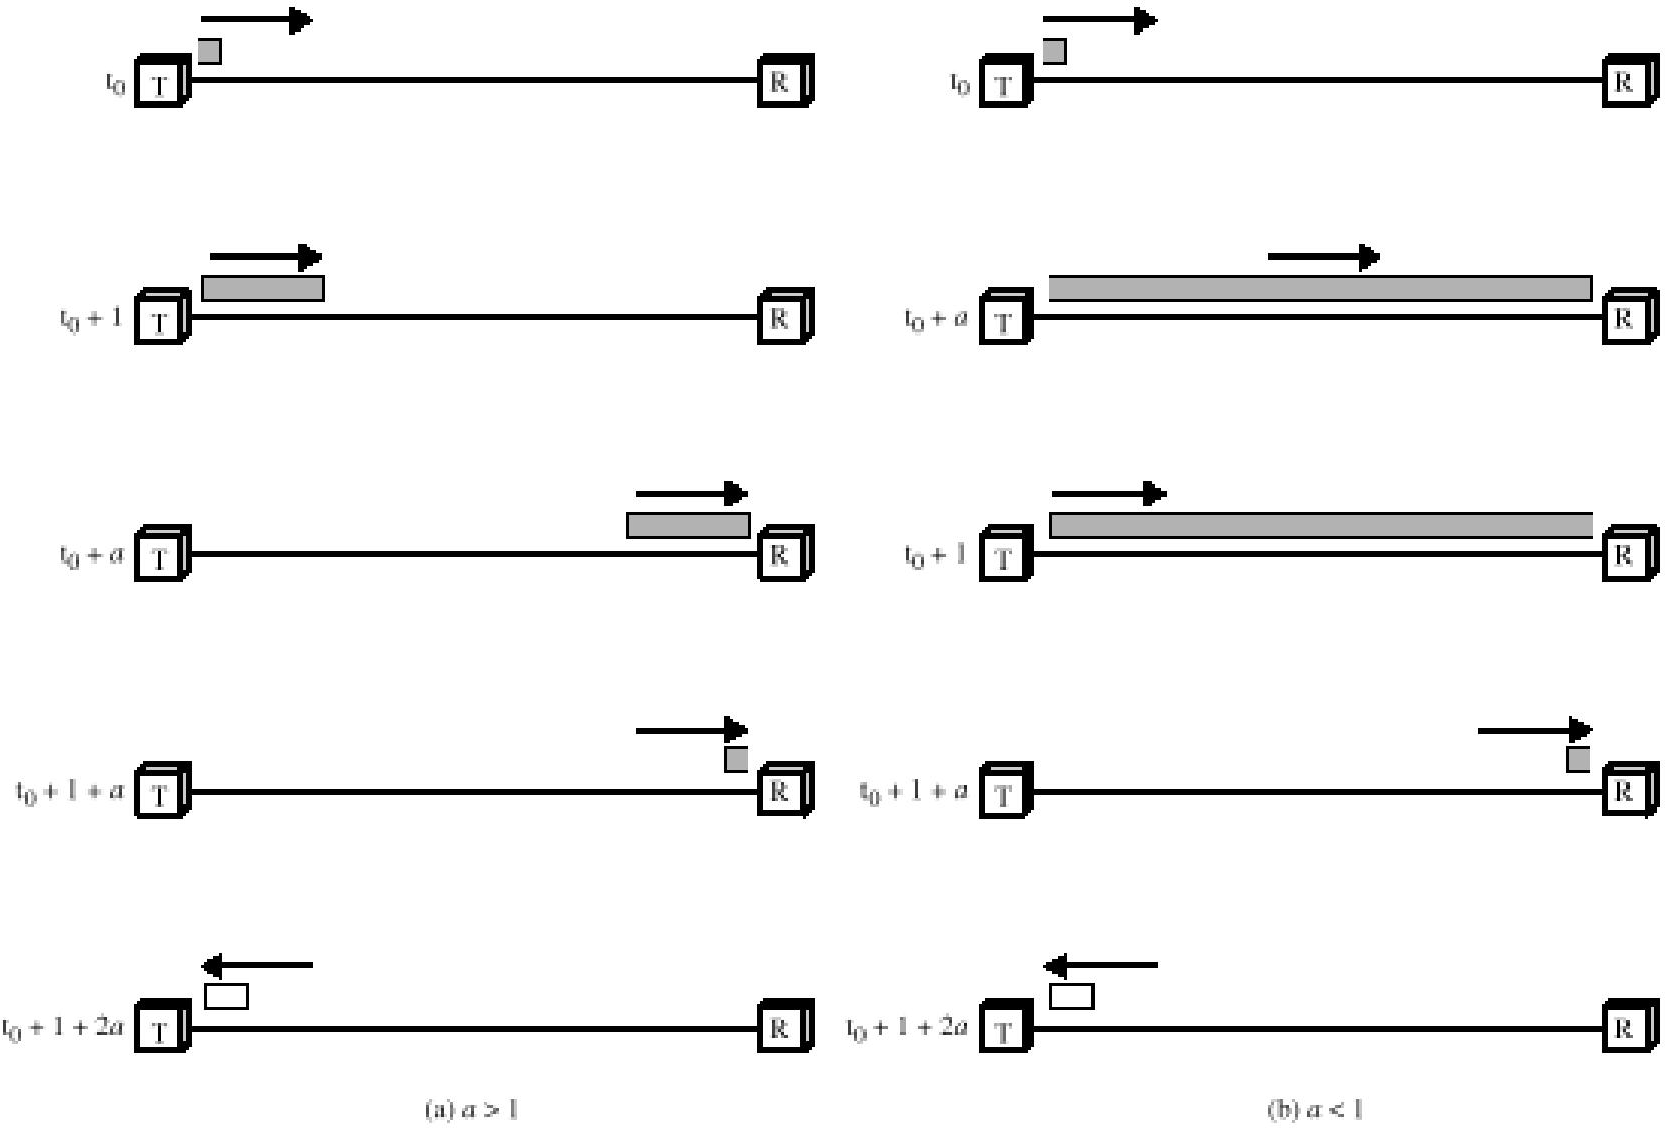 t₀ T R t₀ T R
t₀ + 1 T R t₀ + a T R
t₀ + a T R t₀ + 1 T R
t₀ + 1 + a T R t₀ + 1 + a T R
t₀ + 1 + 2a T R t₀ + 1 + 2a T R
(a) a > 1 (b) a < 1